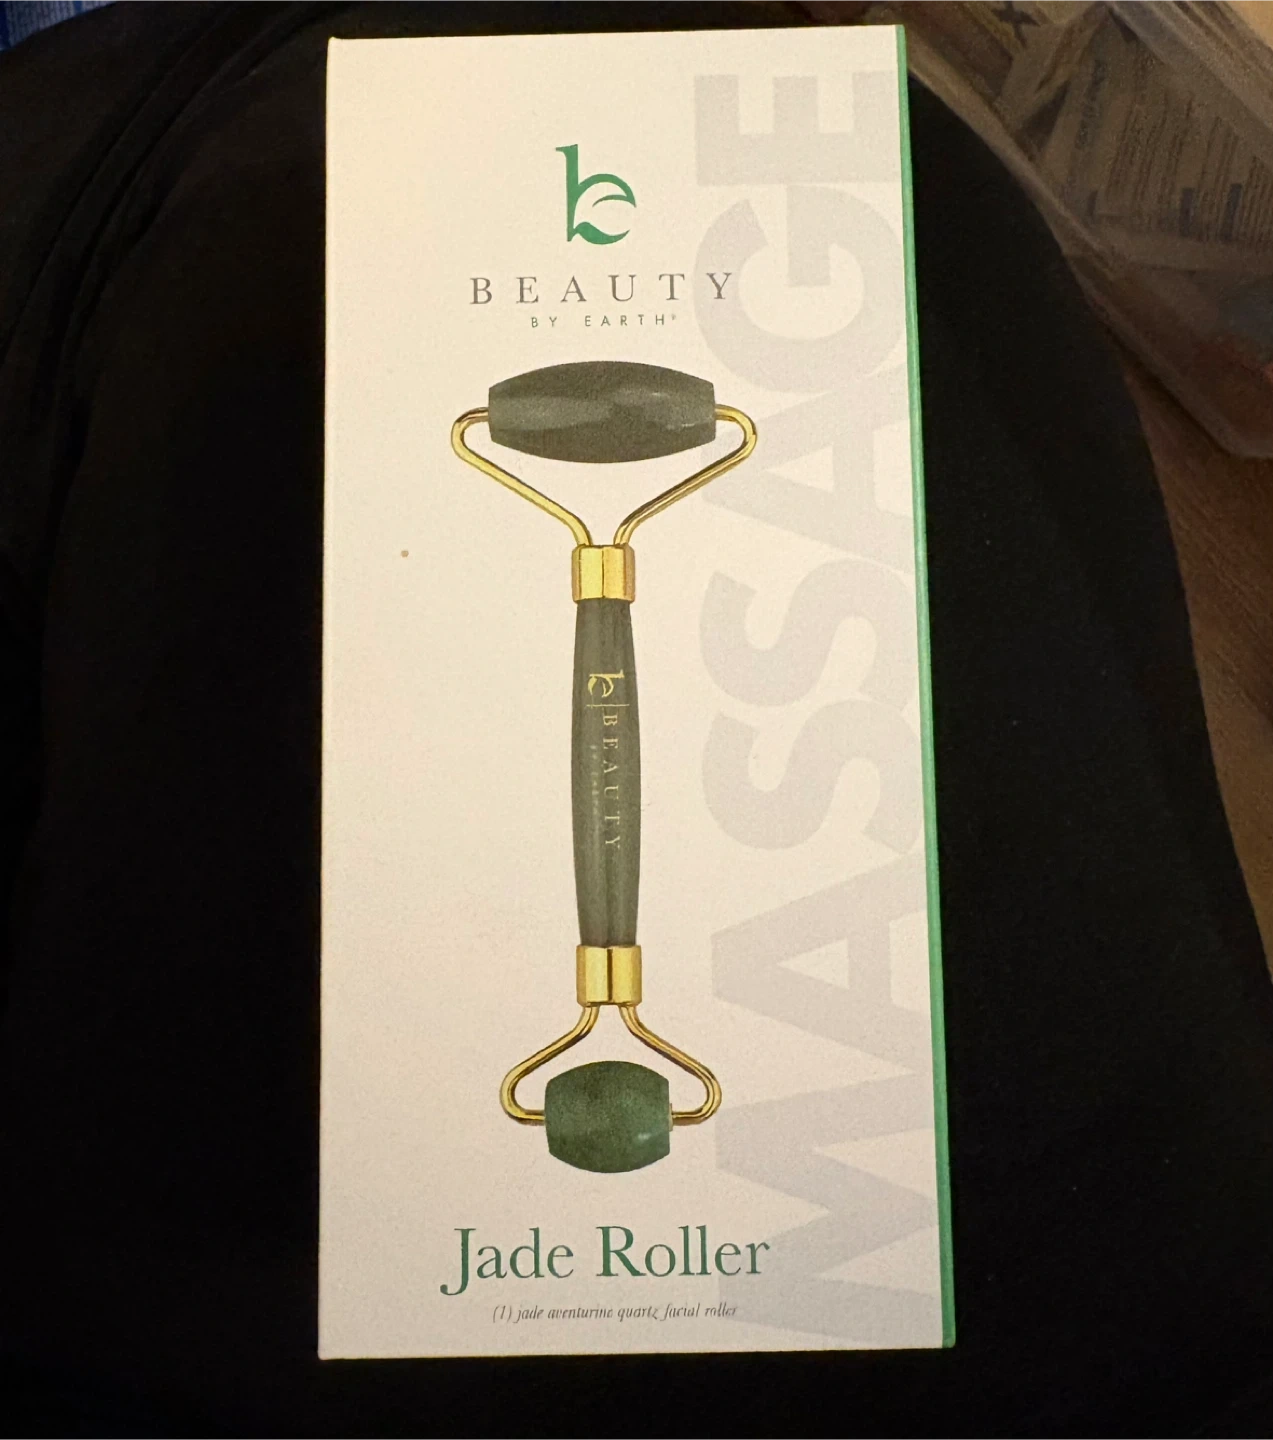 BEAUTY
BY EARTH®
BEAUTY
MASSAGE
Jade Roller
(1) jade aventurine quartz facial roller